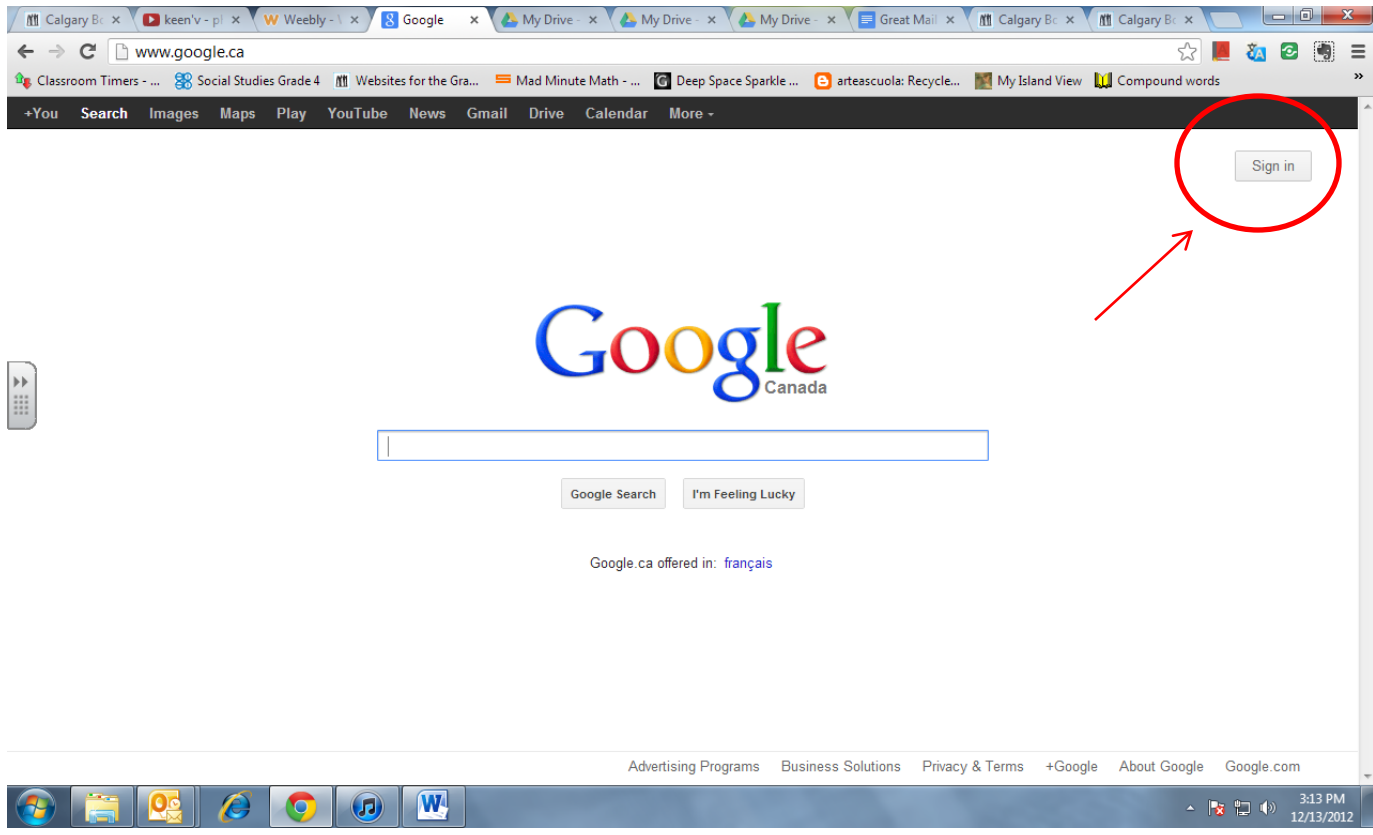 Calgary Bc keen'v - pl Weebly - Google My Drive - My Drive - My Drive - Great Mail Calgary Bc Calgary Bc
www.google.ca
Classroom Timers - ... Social Studies Grade 4 Websites for the Gra... Mad Minute Math - ... Deep Space Sparkle ... arteascuola: Recycle... My Island View Compound words »
+You Search Images Maps Play YouTube News Gmail Drive Calendar More
Sign in
Google
Canada
Google Search I'm Feeling Lucky
Google.ca offered in: français
Advertising Programs Business Solutions Privacy & Terms +Google About Google Google.com
3:13 PM
12/13/2012